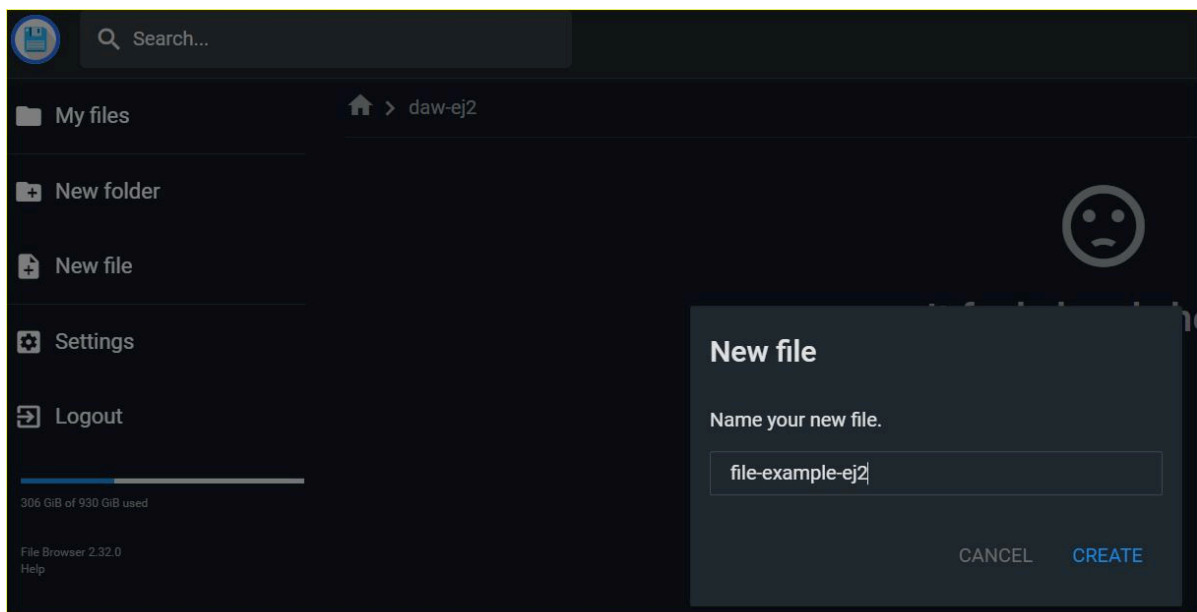 Search...
My files
daw-ej2
New folder
New file
Settings
Logout
306 GiB of 930 GiB used
File Browser 2.32.0
Help
New file
Name your new file.
file-example-ej2
CANCEL CREATE